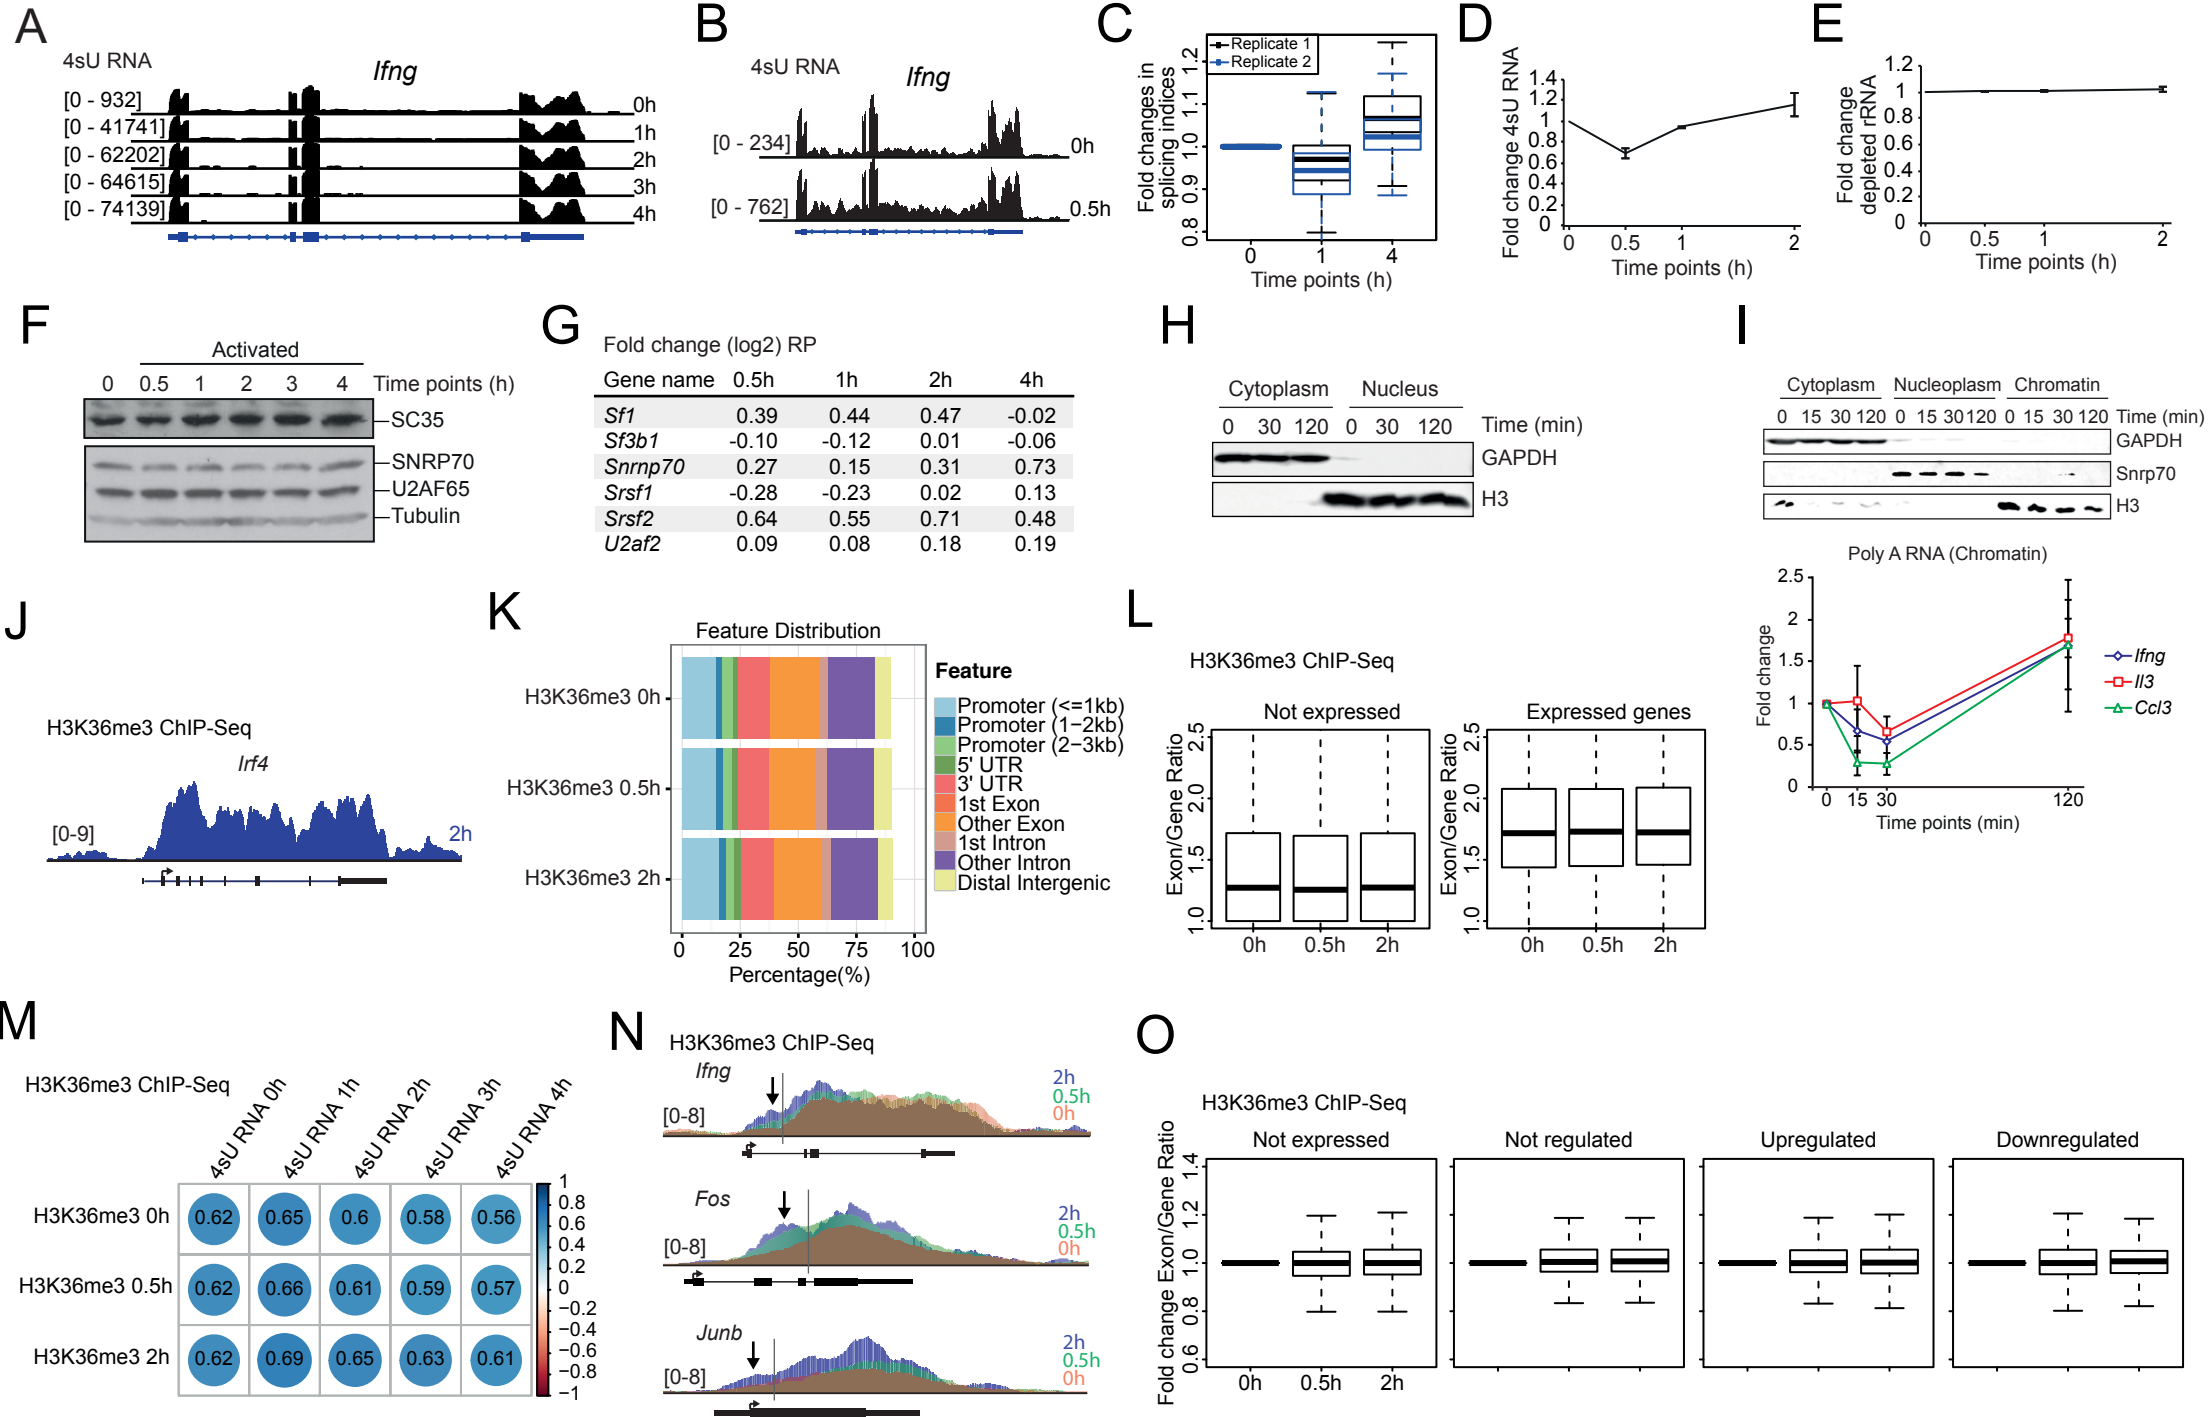 A
4sU RNA
Ifng
[0 - 932]
0h
[0 - 41741]
1h
[0 - 62202]
2h
[0 - 64615]
3h
[0 - 74139]
4h
B
4sU RNA
Ifng
[0 - 234]
0h
[0 - 762]
0.5h
C
Fold changes in
splicing indices
Replicate 1
Replicate 2
1.2
1.1
1.0
0.9
0.8
0 1 4
Time points (h)
D
Fold change 4sU RNA
1.4
1.2
1
0.8
0.6
0.4
0.2
0
0 0.5 1 2
Time points (h)
E
Fold change
depleted rRNA
1.2
1
0.8
0.6
0.4
0.2
0
0 0.5 1 2
Time points (h)
F
Activated
0 0.5 1 2 3 4 Time points (h)
SC35
SNRP70
U2AF65
Tubulin
G
Fold change (log2) RP
Gene name 0.5h 1h 2h 4h
Sf1 0.39 0.44 0.47 -0.02
Sf3b1 -0.10 -0.12 0.01 -0.06
Snrnp70 0.27 0.15 0.31 0.73
Srsf1 -0.28 -0.23 0.02 0.13
Srsf2 0.64 0.55 0.71 0.48
U2af2 0.09 0.08 0.18 0.19
H
Cytoplasm Nucleus
0 30 120 0 30 120 Time (min)
GAPDH
H3
I
Cytoplasm Nucleoplasm Chromatin
0 15 30 120 0 15 30 120 0 15 30 120 Time (min)
GAPDH
Snrp70
H3
Poly A RNA (Chromatin)
Fold change
2.5
2
1.5
1
0.5
0
0 15 30 120
Time points (min)
Ifng
Il3
Ccl3
J
H3K36me3 ChIP-Seq
Irf4
[0-9]
2h
K
Feature Distribution
H3K36me3 0h
H3K36me3 0.5h
H3K36me3 2h
0 25 50 75 100
Percentage(%)
Feature
Promoter (<=1kb)
Promoter (1−2kb)
Promoter (2−3kb)
5' UTR
3' UTR
1st Exon
Other Exon
1st Intron
Other Intron
Distal Intergenic
L
H3K36me3 ChIP-Seq
Not expressed
Exon/Gene Ratio
2.5
2.0
1.5
1.0
0h 0.5h 2h
Expressed genes
Exon/Gene Ratio
2.5
2.0
1.5
1.0
0h 0.5h 2h
M
H3K36me3 ChIP-Seq
4sU RNA 0h
4sU RNA 1h
4sU RNA 2h
4sU RNA 3h
4sU RNA 4h
H3K36me3 0h 0.62 0.65 0.6 0.58 0.56
H3K36me3 0.5h 0.62 0.66 0.61 0.59 0.57
H3K36me3 2h 0.62 0.69 0.65 0.63 0.61
1
0.8
0.6
0.4
0.2
0
−0.2
−0.4
−0.6
−0.8
−1
N
H3K36me3 ChIP-Seq
Ifng
[0-8]
2h
0.5h
0h
Fos
[0-8]
2h
0.5h
0h
Junb
[0-8]
2h
0.5h
0h
O
H3K36me3 ChIP-Seq
Not expressed Not regulated Upregulated Downregulated
Fold change Exon/Gene Ratio
1.4
1.2
1.0
0.8
0.6
0h 0.5h 2h